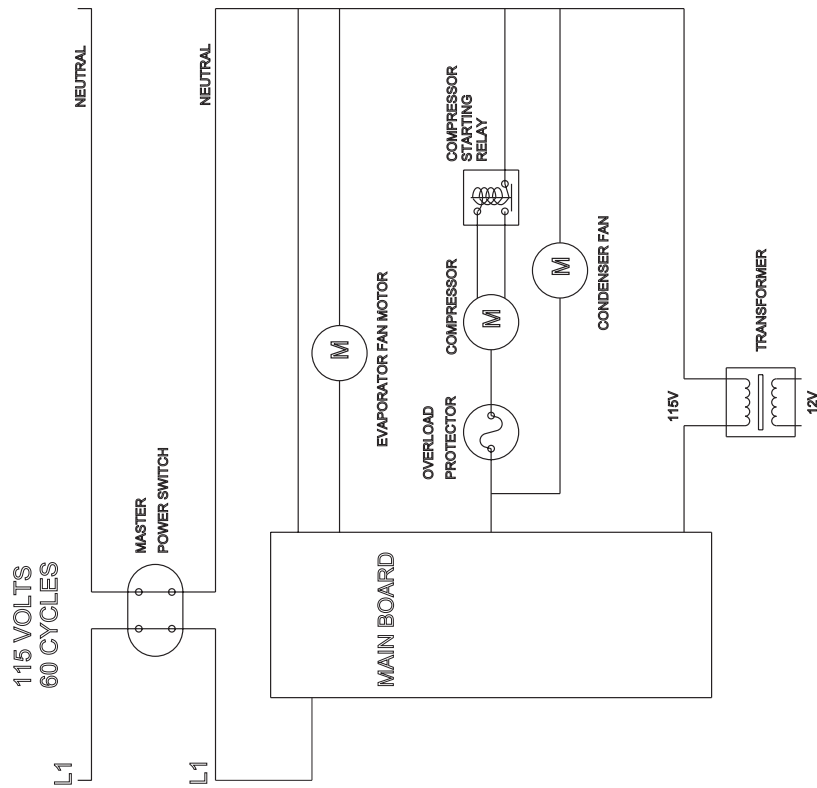 115 VOLTS
60 CYCLES
L1
NEUTRAL
MASTER
POWER SWITCH
L1
NEUTRAL
MAIN BOARD
M
EVAPORATOR FAN MOTOR
OVERLOAD
PROTECTOR
M
COMPRESSOR
COMPRESSOR
STARTING
RELAY
M
CONDENSER FAN
115V
TRANSFORMER
12V